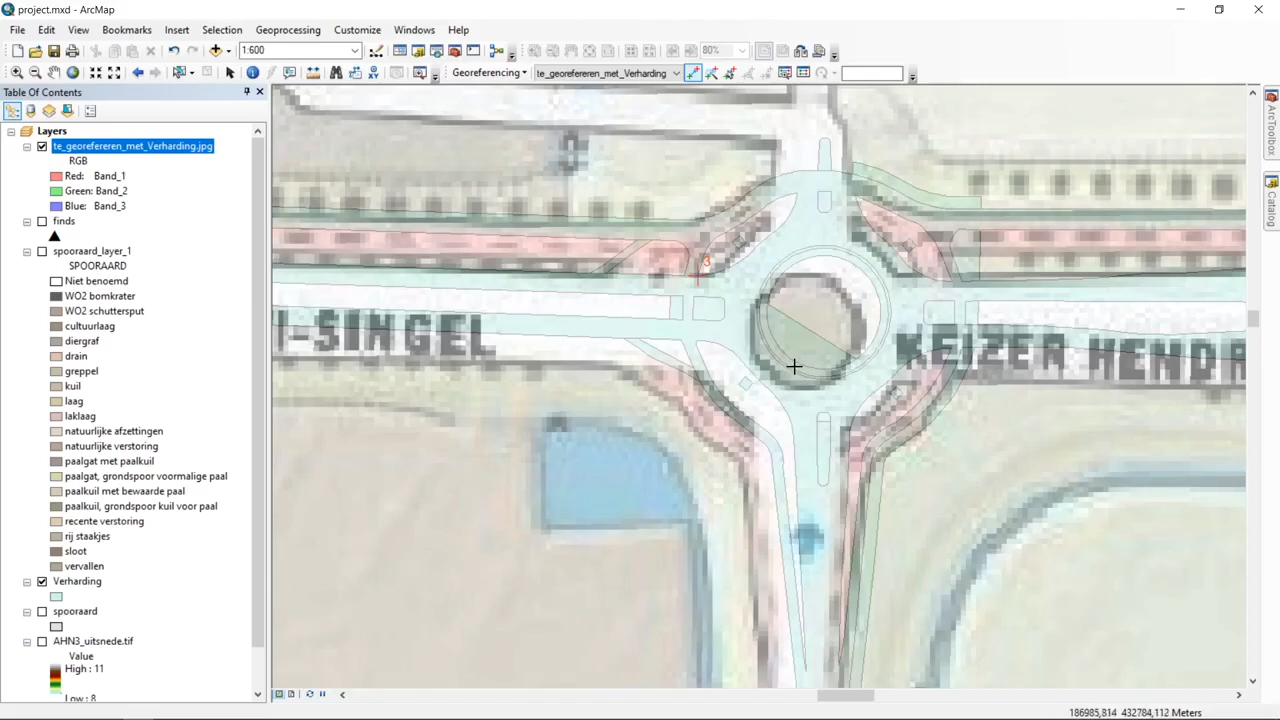 project.mxd - ArcMap
File Edit View Bookmarks Insert Selection Geoprocessing Customize Windows Help
1:600
80%
Georeferencing
te_georefereren_met_Verharding
Table Of Contents
Layers
te_georefereren_met_Verharding.jpg
RGB
Red: Band_1
Green: Band_2
Blue: Band_3
finds
spooraard_layer_1
SPOORAARD
Niet benoemd
WO2 bomkrater
WO2 schuttersput
cultuurlaag
diergraf
drain
greppel
kuil
laag
laklaag
natuurlijke afzettingen
natuurlijke verstoring
paalgat met paalkuil
paalgat, grondspoor voormalige paal
paalkuil met bewaarde paal
paalkuil, grondspoor kuil voor paal
recente verstoring
rij staakjes
sloot
vervallen
Verharding
spooraard
AHN3_uitsnede.tif
Value
High : 11
Low : 8
3
I-SINGEL
KEIZER HENDR
ArcToolbox
Catalog
186985,814 432784,112 Meters